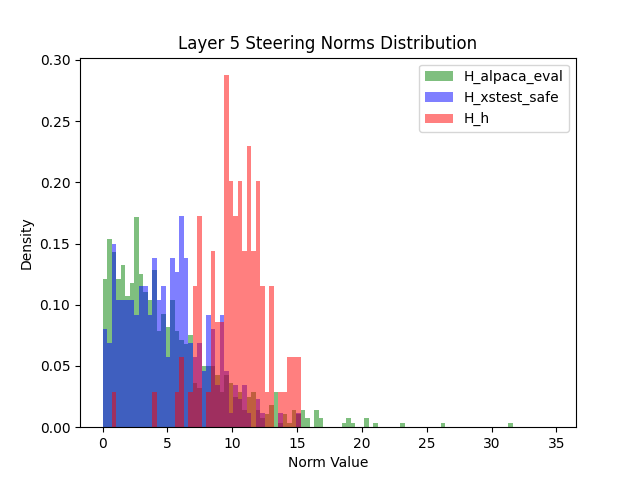 Layer 5 Steering Norms Distribution
H_alpaca_eval
H_xstest_safe
H_h
Density
0.30
0.25
0.20
0.15
0.10
0.05
0.00
0 5 10 15 20 25 30 35
Norm Value